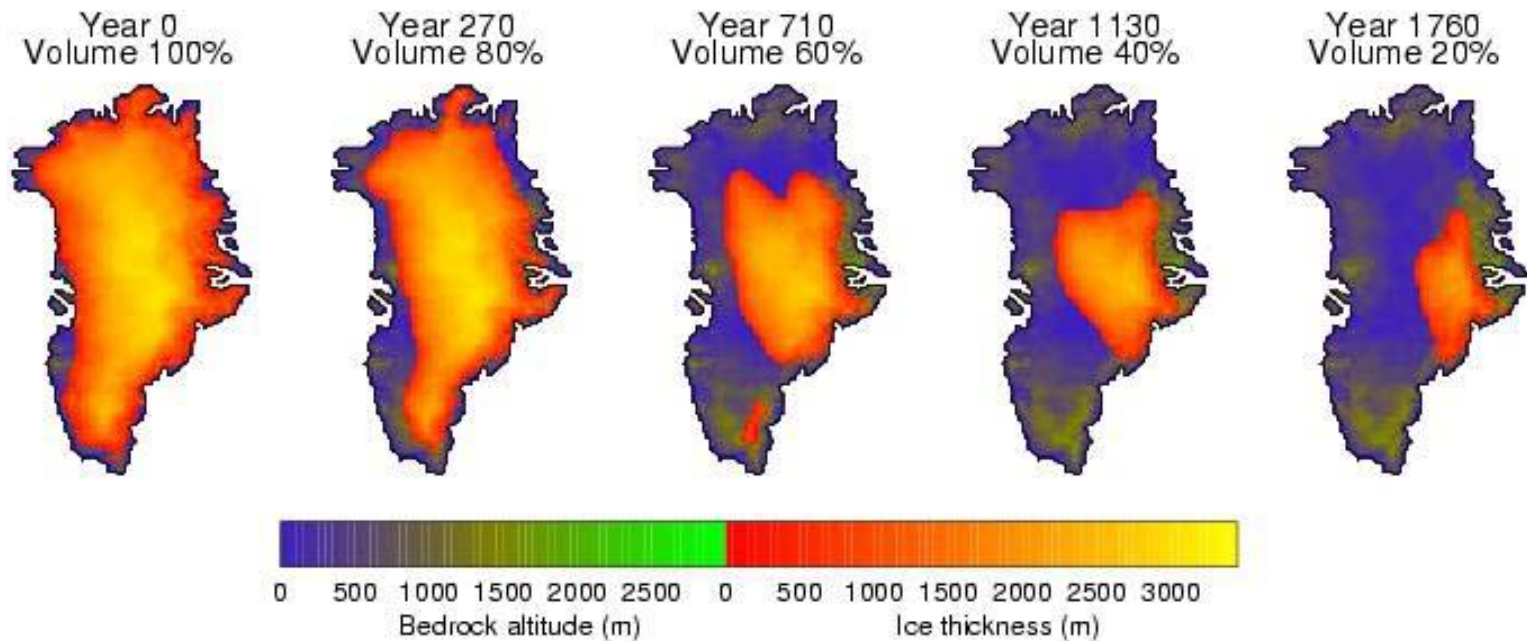 Year 0
Volume 100%
Year 270
Volume 80%
Year 710
Volume 60%
Year 1130
Volume 40%
Year 1760
Volume 20%
0 500 1000 1500 2000 2500 0 500 1000 1500 2000 2500 3000
Bedrock altitude (m) Ice thickness (m)